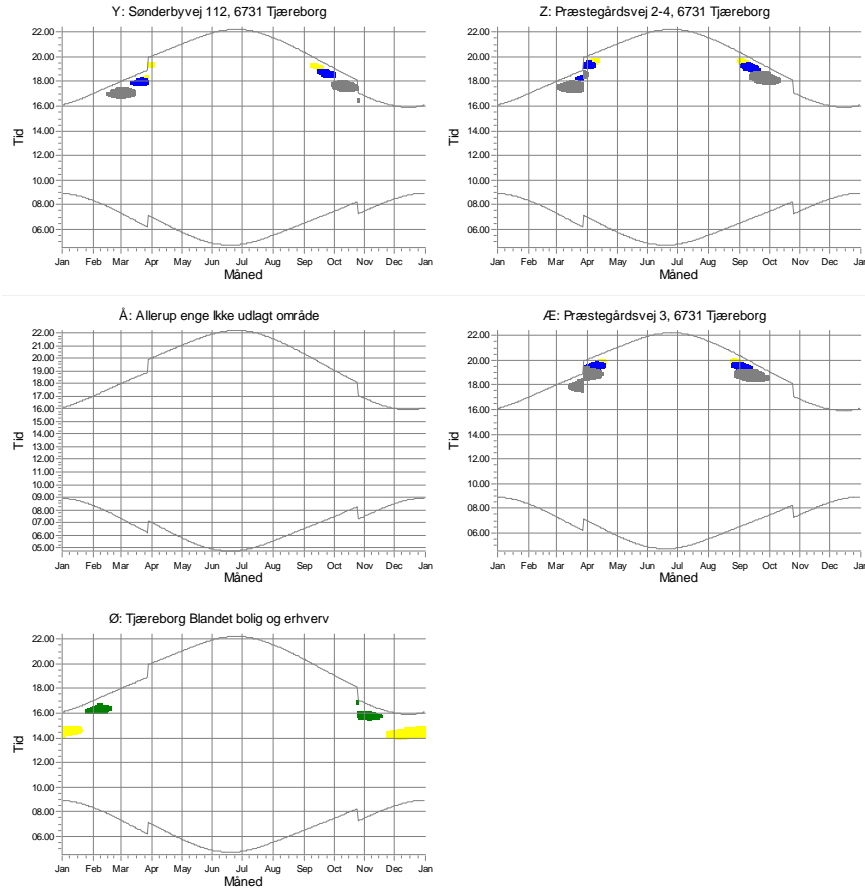 Y: Sønderbyvej 112, 6731 Tjæreborg
22.00
20.00
18.00
16.00
14.00
12.00
10.00
08.00
06.00
Tid
Jan Feb Mar Apr May Jun Jul Aug Sep Oct Nov Dec Jan
Måned
Z: Præstegårdsvej 2-4, 6731 Tjæreborg
22.00
20.00
18.00
16.00
14.00
12.00
10.00
08.00
06.00
Tid
Jan Feb Mar Apr May Jun Jul Aug Sep Oct Nov Dec Jan
Måned
Å: Allerup enge Ikke udlagt område
22.00
21.00
20.00
19.00
18.00
17.00
16.00
15.00
14.00
13.00
12.00
11.00
10.00
09.00
08.00
07.00
06.00
05.00
Tid
Jan Feb Mar Apr May Jun Jul Aug Sep Oct Nov Dec Jan
Måned
Æ: Præstegårdsvej 3, 6731 Tjæreborg
22.00
20.00
18.00
16.00
14.00
12.00
10.00
08.00
06.00
Tid
Jan Feb Mar Apr May Jun Jul Aug Sep Oct Nov Dec Jan
Måned
Ø: Tjæreborg Blandet bolig og erhverv
22.00
20.00
18.00
16.00
14.00
12.00
10.00
08.00
06.00
Tid
Jan Feb Mar Apr May Jun Jul Aug Sep Oct Nov Dec Jan
Måned